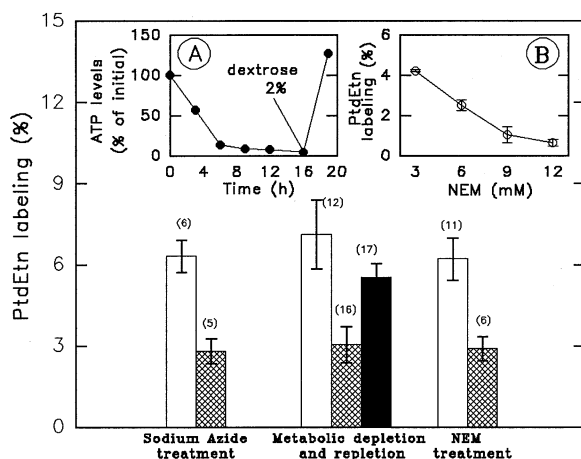 PtdEtn labeling (%)
15
12
9
6
3
0
A
ATP levels
(% of initial)
150
100
50
0
dextrose
2%
0 4 8 12 16 20
Time (h)
B
PtdEtn
labeling (%)
6
4
2
0
3 6 9 12
NEM (mM)
(6)
(5)
(12)
(16)
(17)
(11)
(6)
Sodium Azide
treatment
Metabolic depletion
and repletion
NEM
treatment